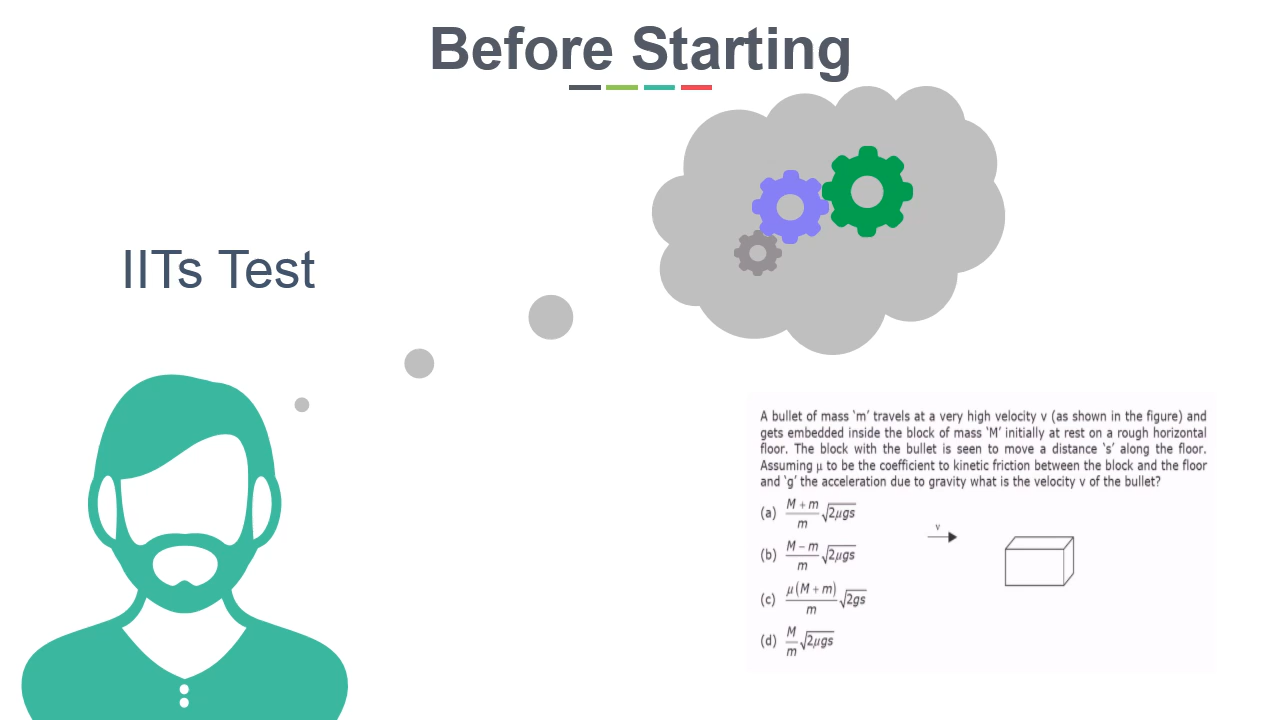 Before Starting
IITs Test
A bullet of mass 'm' travels at a very high velocity v (as shown in the figure) and
gets embedded inside the block of mass 'M' initially at rest on a rough horizontal
floor. The block with the bullet is seen to move a distance 's' along the floor.
Assuming μ to be the coefficient to kinetic friction between the block and the floor
and 'g' the acceleration due to gravity what is the velocity v of the bullet?
(a) (M + m)/m √(2μgs)
v
(b) (M − m)/m √(2μgs)
(c) μ(M + m)/m √(2gs)
(d) M/m √(2μgs)